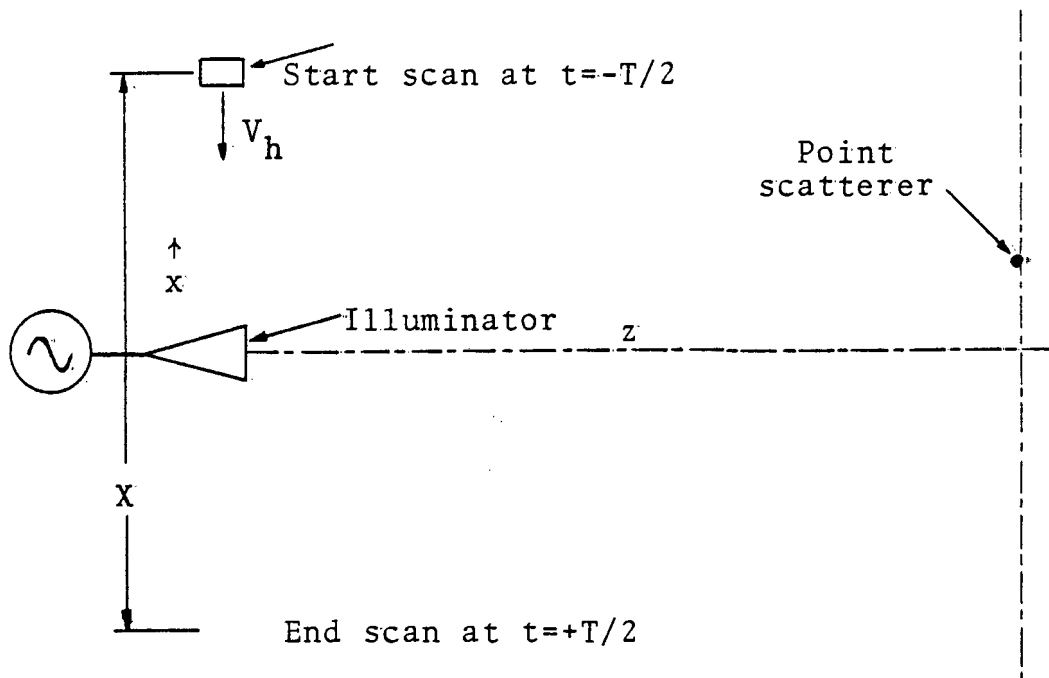 Start scan at t=-T/2
V_h
Point
scatterer
↑
x
Illuminator
z
X
End scan at t=+T/2